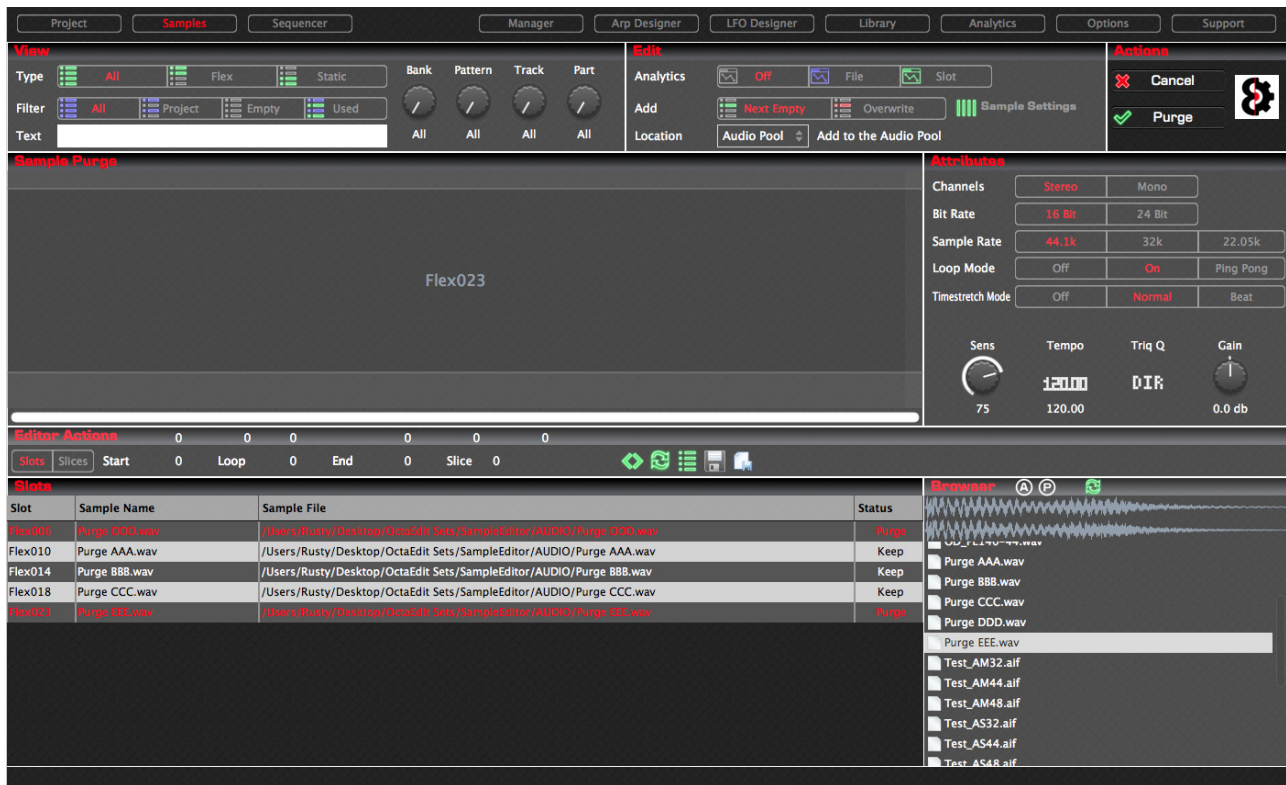 Project Samples Sequencer Manager Arp Designer LFO Designer Library Analytics Options Support
View Edit Actions
Type All Flex Static Bank Pattern Track Part Analytics Off File Slot Cancel
Filter All Project Empty Used Add Next Empty Overwrite Sample Settings Purge
Text All All All All Location Audio Pool Add to the Audio Pool
Sample Purge Attributes
Channels Stereo Mono
Bit Rate 16 Bit 24 Bit
Sample Rate 44.1k 32k 22.05k
Loop Mode Off On Ping Pong
Flex023
Timestretch Mode Off Normal Beat
Sens Tempo Triq Q Gain
120.00 DIR
75 120.00 0.0 db
Editor Actions 0 0 0 0 0 0
Slots Slices Start 0 Loop 0 End 0 Slice 0
Slots Browser A P
Slot Sample Name Sample File Status
Flex006 Purge DDD.wav /Users/Rusty/Desktop/OctaEdit Sets/SampleEditor/AUDIO/Purge DDD.wav Purge
Flex010 Purge AAA.wav /Users/Rusty/Desktop/OctaEdit Sets/SampleEditor/AUDIO/Purge AAA.wav Keep
Flex014 Purge BBB.wav /Users/Rusty/Desktop/OctaEdit Sets/SampleEditor/AUDIO/Purge BBB.wav Keep
Flex018 Purge CCC.wav /Users/Rusty/Desktop/OctaEdit Sets/SampleEditor/AUDIO/Purge CCC.wav Keep
Flex023 Purge EEE.wav /Users/Rusty/Desktop/OctaEdit Sets/SampleEditor/AUDIO/Purge EEE.wav Purge
Purge AAA.wav
Purge BBB.wav
Purge CCC.wav
Purge DDD.wav
Purge EEE.wav
Test_AM32.aif
Test_AM44.aif
Test_AM48.aif
Test_AS32.aif
Test_AS44.aif
Test_AS48.aif